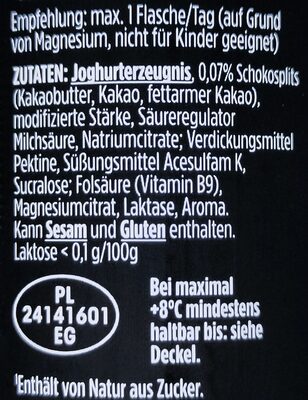 Empfehlung: max. 1 Flasche/Tag (auf Grund
von Magnesium, nicht für Kinder geeignet)
ZUTATEN: Joghurterzeugnis, 0,07% Schokosplits
(Kakaobutter, Kakao, fettarmer Kakao),
modifizierte Stärke, Säureregulator
Milchsäure, Natriumcitrate; Verdickungsmittel
Pektine, Süßungsmittel Acesulfam K,
Sucralose; Folsäure (Vitamin B9),
Magnesiumcitrat, Laktase, Aroma.
Kann Sesam und Gluten enthalten.
Laktose < 0,1 g/100g
PL
24141601
EG
Bei maximal
+8°C mindestens
haltbar bis: siehe
Deckel.
¹Enthält von Natur aus Zucker.